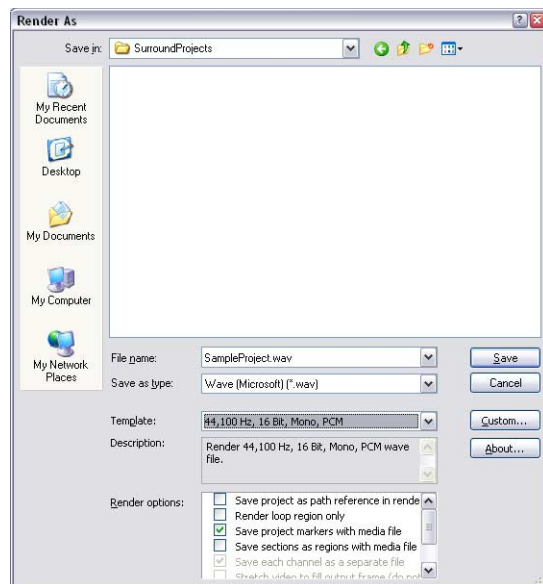 Render As
Save in: SurroundProjects
My Recent
Documents
Desktop
My Documents
My Computer
My Network
Places
File name: SampleProject.wav Save
Save as type: Wave (Microsoft) (*.wav) Cancel
Template: 44,100 Hz, 16 Bit, Mono, PCM Custom...
Description: Render 44,100 Hz, 16 Bit, Mono, PCM wave
file. About...
Render options: Save project as path reference in rende
Render loop region only
Save project markers with media file
Save sections as regions with media file
Save each channel as a separate file
Stretch video to fill output frame (do not